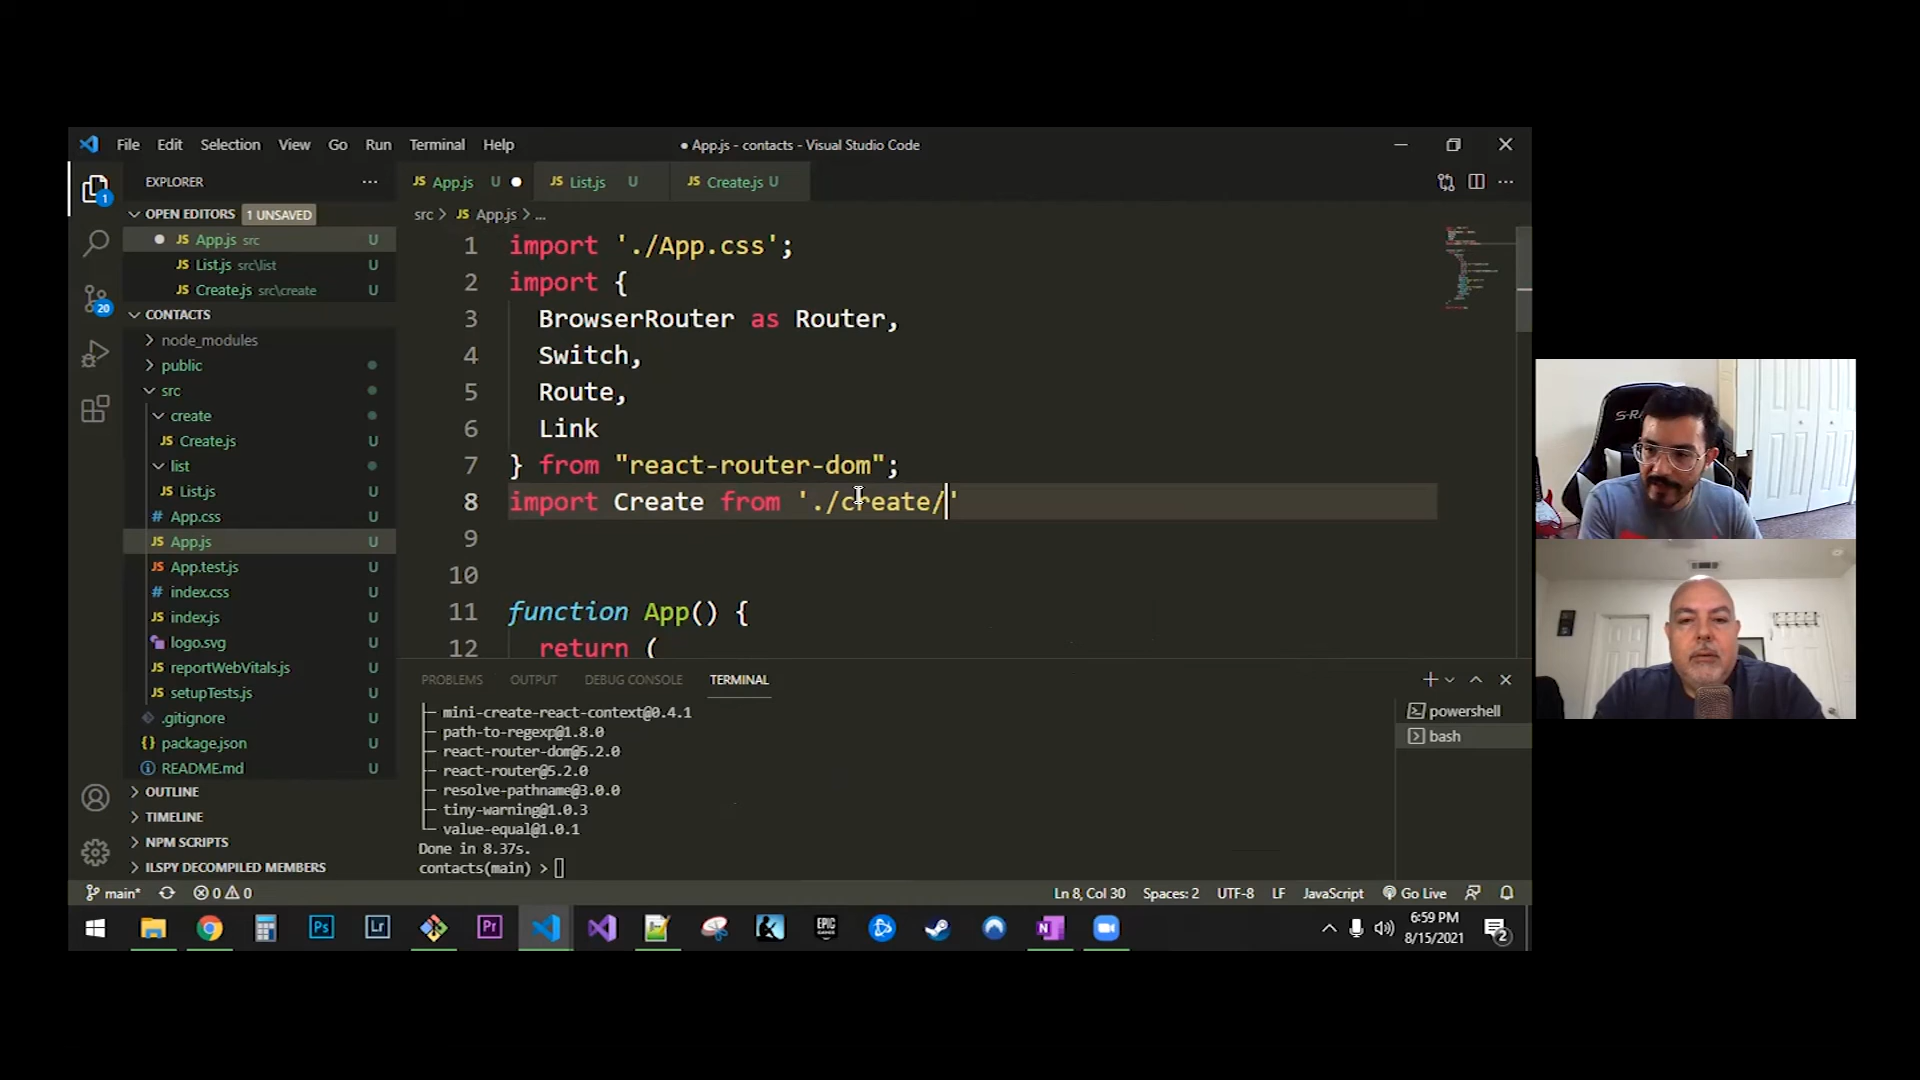 File Edit Selection View Go Run Terminal Help
● App.js - contacts - Visual Studio Code
EXPLORER
OPEN EDITORS 1 UNSAVED
● JS App.js src U
JS List.js src\list U
JS Create.js src\create U
CONTACTS
node_modules
public
src
create
JS Create.js U
list
JS List.js U
# App.css U
JS App.js U
JS App.test.js U
# index.css U
JS index.js U
logo.svg U
JS reportWebVitals.js U
JS setupTests.js U
.gitignore U
{} package.json U
README.md U
OUTLINE
TIMELINE
NPM SCRIPTS
ILSPY DECOMPILED MEMBERS
1
20
JS App.js U ● JS List.js U JS Create.js U
src > JS App.js > ...
1 import './App.css';
2 import {
3 BrowserRouter as Router,
4 Switch,
5 Route,
6 Link
7 } from "react-router-dom";
8 import Create from './create/'
9
10
11 function App() {
12 return (
PROBLEMS OUTPUT DEBUG CONSOLE TERMINAL
├─ mini-create-react-context@0.4.1
├─ path-to-regexp@1.8.0
├─ react-router-dom@5.2.0
├─ react-router@5.2.0
├─ resolve-pathname@3.0.0
├─ tiny-warning@1.0.3
└─ value-equal@1.0.1
Done in 8.37s.
contacts(main) >
powershell
bash
main* 0 0 Ln 8, Col 30 Spaces: 2 UTF-8 LF JavaScript Go Live
Ps Lr Pr EPIC GAMES N
6:59 PM
8/15/2021
2
S-RA